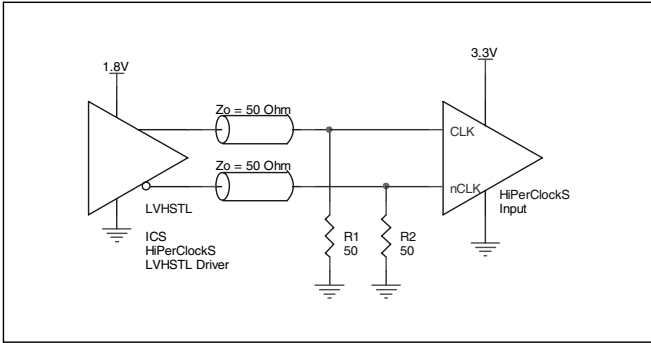 1.8V
3.3V
Zo = 50 Ohm
CLK
Zo = 50 Ohm
nCLK
HiPerClockS
Input
LVHSTL
ICS
HiPerClockS
LVHSTL Driver
R1
50
R2
50